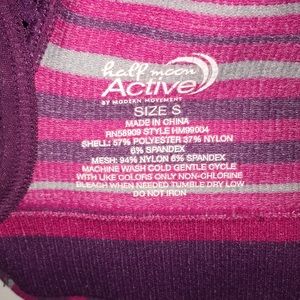 half moon
Active
BY MODERN MOVEMENT
SIZE S
MADE IN CHINA
RN58909 STYLE HM99004
SHELL: 57% POLYESTER 37% NYLON
6% SPANDEX
MESH: 94% NYLON 6% SPANDEX
MACHINE WASH COLD GENTLE CYCLE
WITH LIKE COLORS ONLY NON-CHLORINE
BLEACH WHEN NEEDED TUMBLE DRY LOW
DO NOT IRON